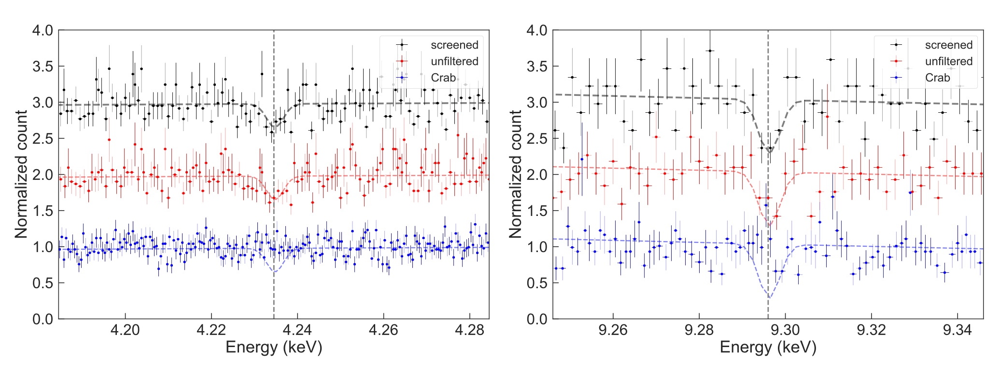 Normalized count
4.0
3.5
3.0
2.5
2.0
1.5
1.0
0.5
0.0
screened
unfiltered
Crab
4.20 4.22 4.24 4.26 4.28
Energy (keV)
Normalized count
4.0
3.5
3.0
2.5
2.0
1.5
1.0
0.5
0.0
screened
unfiltered
Crab
9.26 9.28 9.30 9.32 9.34
Energy (keV)